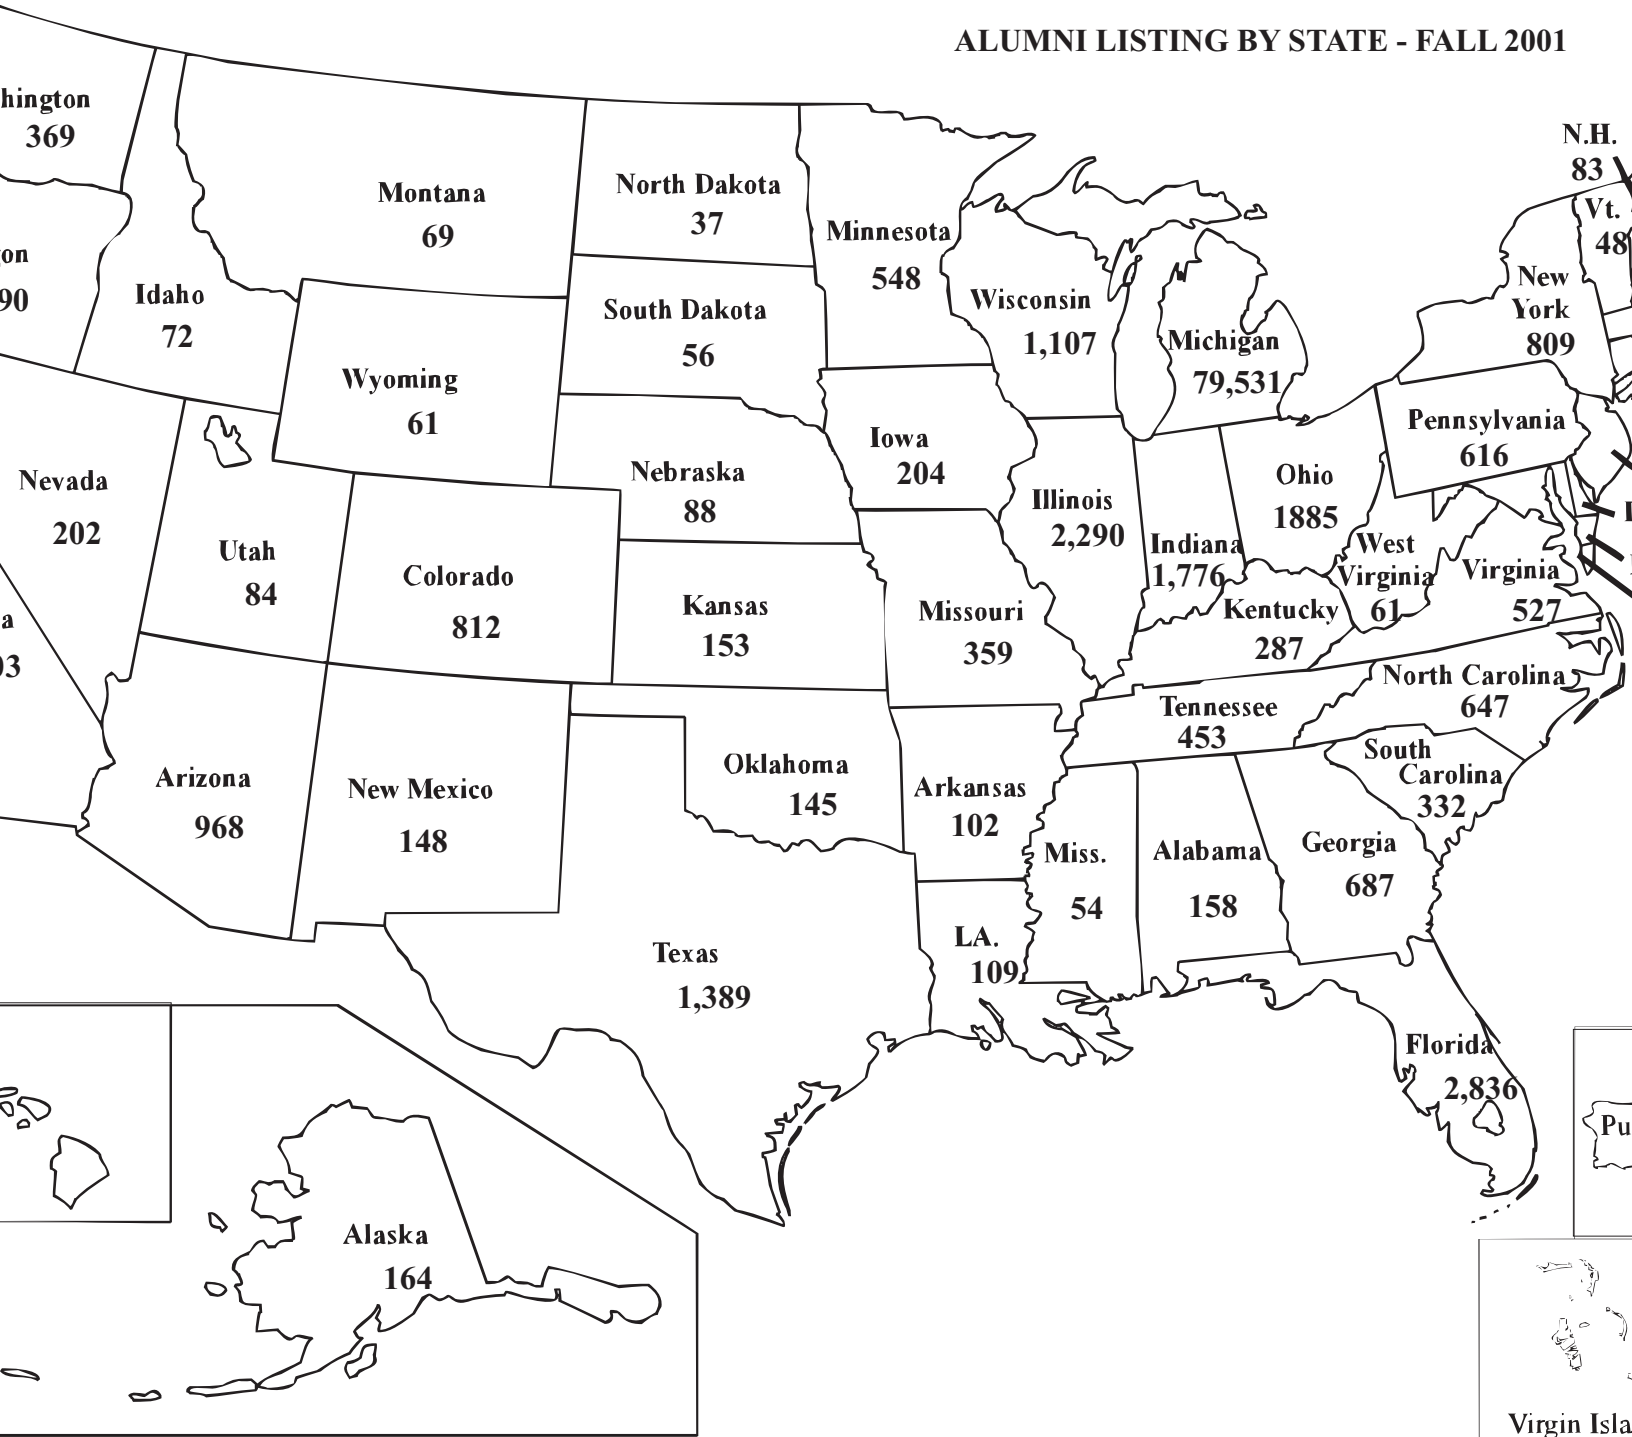 ALUMNI LISTING BY STATE - FALL 2001
hington
369
on
90
a
03
Idaho
72
Montana
69
North Dakota
37
South Dakota
56
Wyoming
61
Nebraska
88
Nevada
202
Utah
84
Colorado
812
Kansas
153
Arizona
968
New Mexico
148
Oklahoma
145
Texas
1,389
Minnesota
548
Iowa
204
Missouri
359
Arkansas
102
LA.
109
Wisconsin
1,107
Illinois
2,290
Michigan
79,531
Indiana
1,776
Ohio
1885
Kentucky
287
Tennessee
453
Miss.
54
Alabama
158
Georgia
687
Florida
2,836
South
Carolina
332
North Carolina
647
West
Virginia
61
Virginia
527
Pennsylvania
616
New
York
809
N.H.
83
Vt.
48
Alaska
164
Pu
Virgin Isla